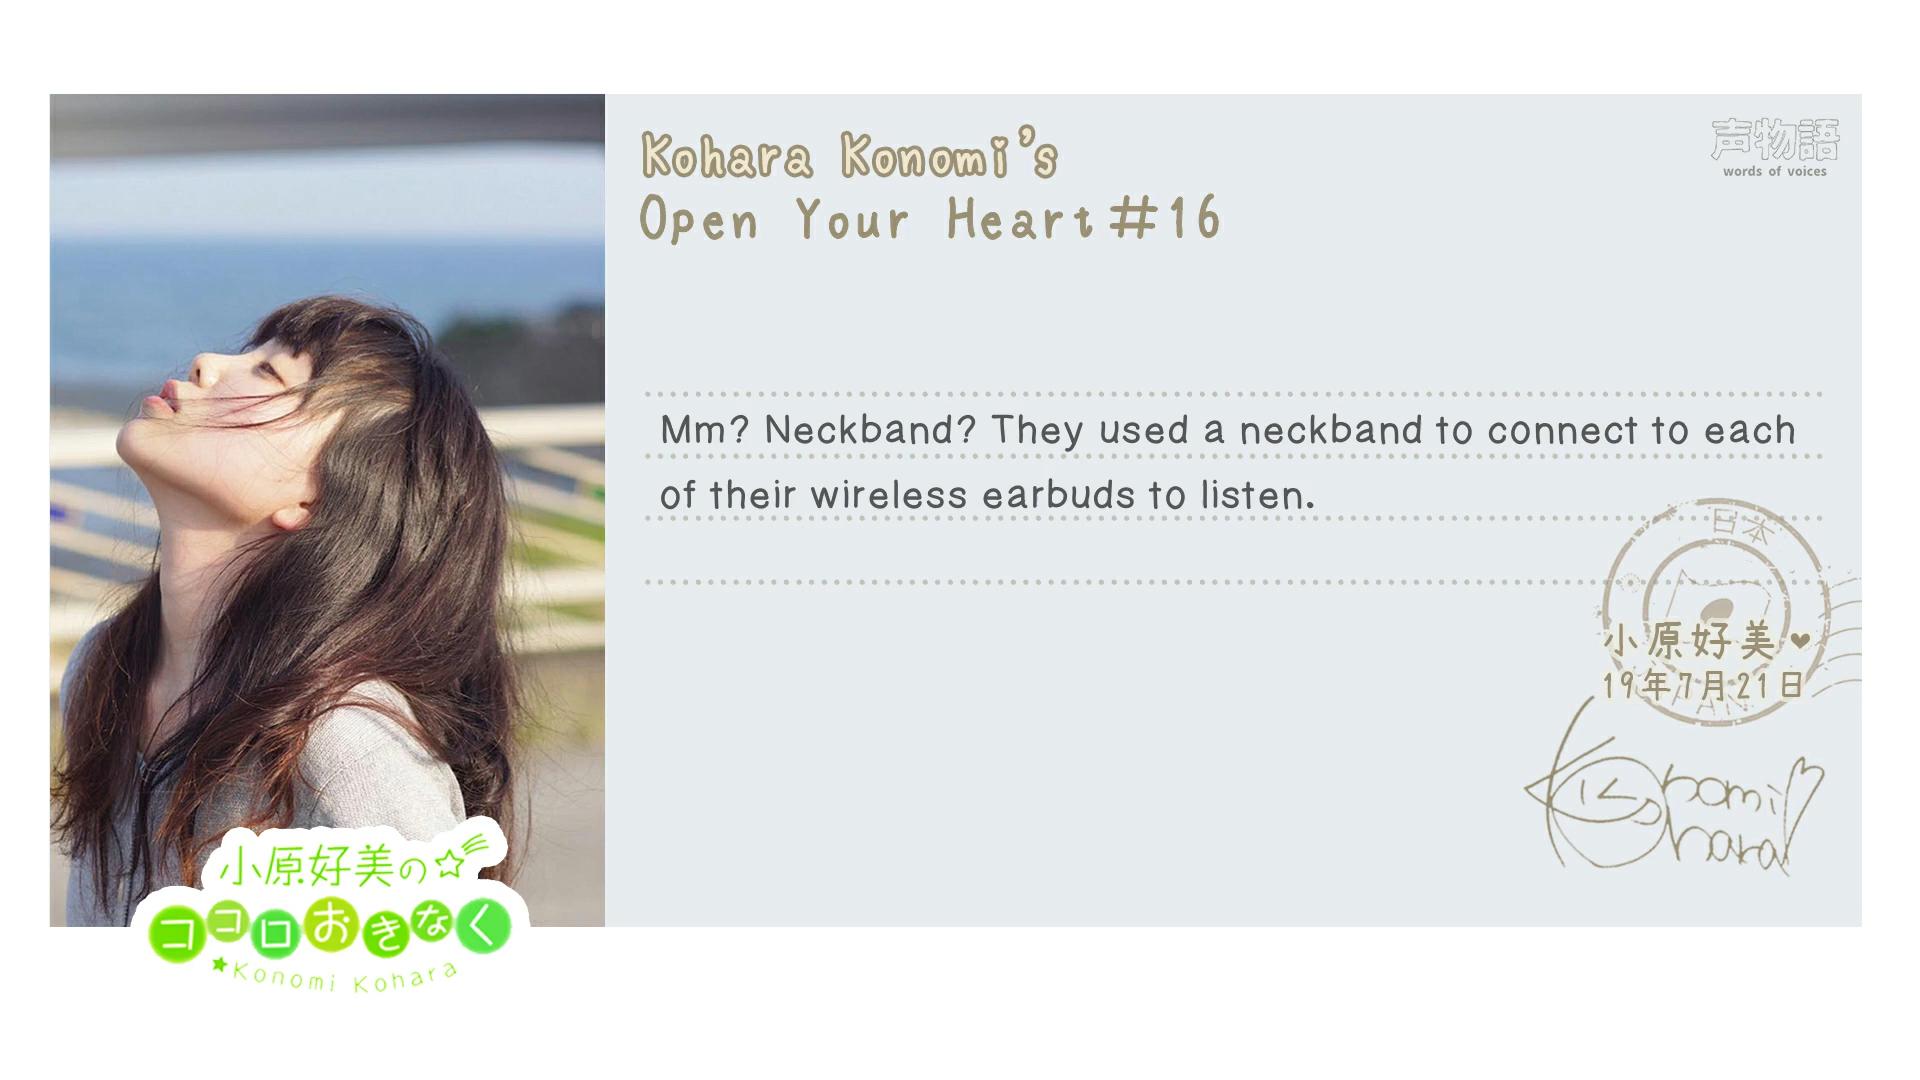 Kohara Konomi's
Open Your Heart#16
声物語
words of voices
Mm? Neckband? They used a neckband to connect to each
of their wireless earbuds to listen.
日本
小原好美❤
19年7月21日
Konomi
Kohara
小原好美の☆
ココロおきなく
★Konomi Kohara